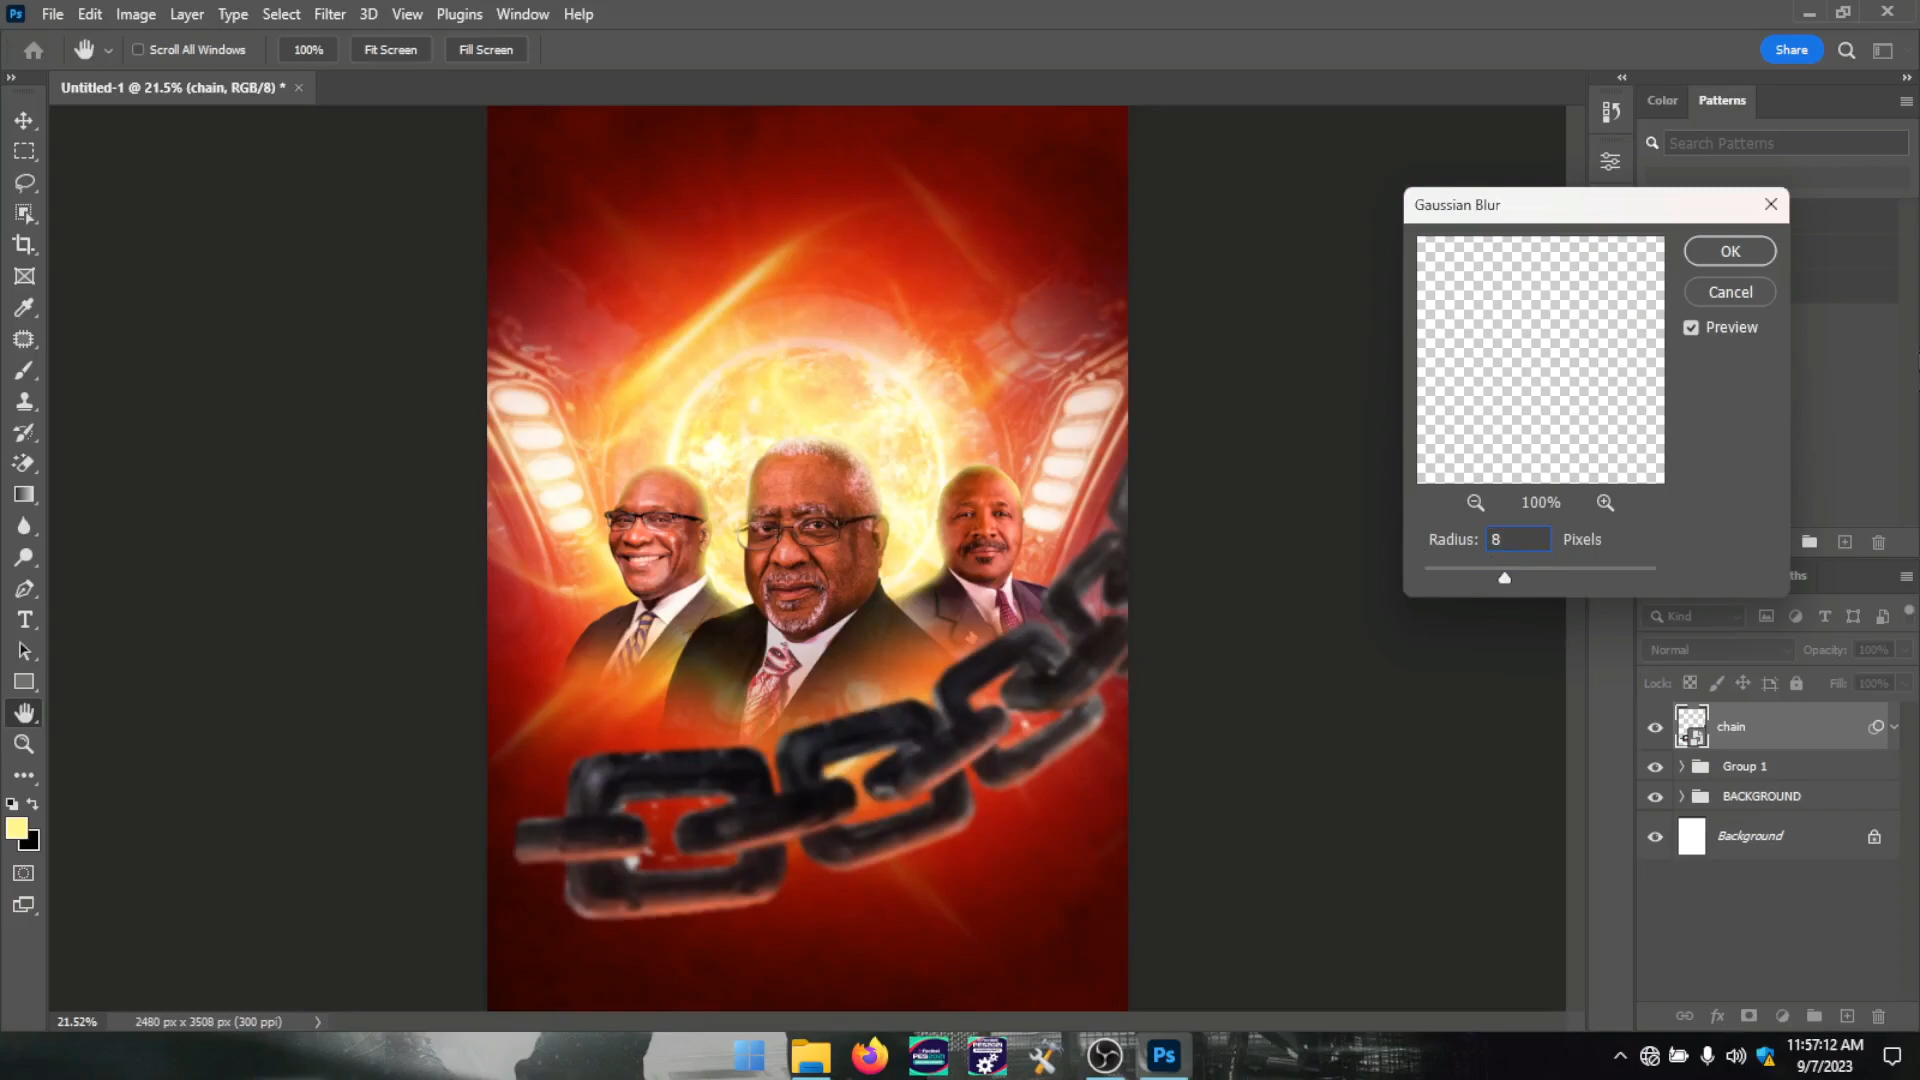 Ps File Edit Image Layer Type Select Filter 3D View Plugins Window Help
Scroll All Windows 100% Fit Screen Fill Screen Share
Untitled-1 @ 21.5% (chain, RGB/8) *
Color Patterns
Search Patterns
Gaussian Blur
OK
Cancel
Preview
100%
Radius: 8 Pixels
ths
Kind
Normal Opacity: 100%
Lock: Fill: 100%
chain
Group 1
BACKGROUND
Background
21.52% 2480 px x 3508 px (300 ppi)
Ps
11:57:12 AM
9/7/2023